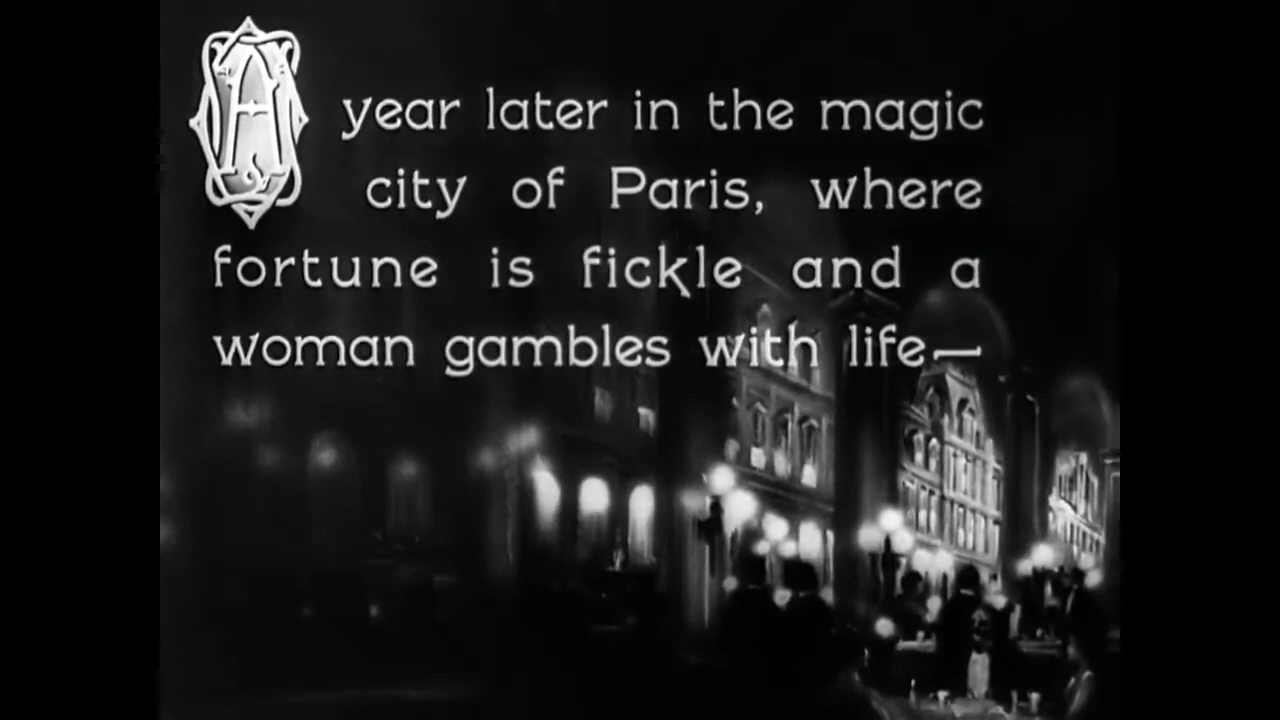 A year later in the magic
city of Paris, where
fortune is fickle and a
woman gambles with life—